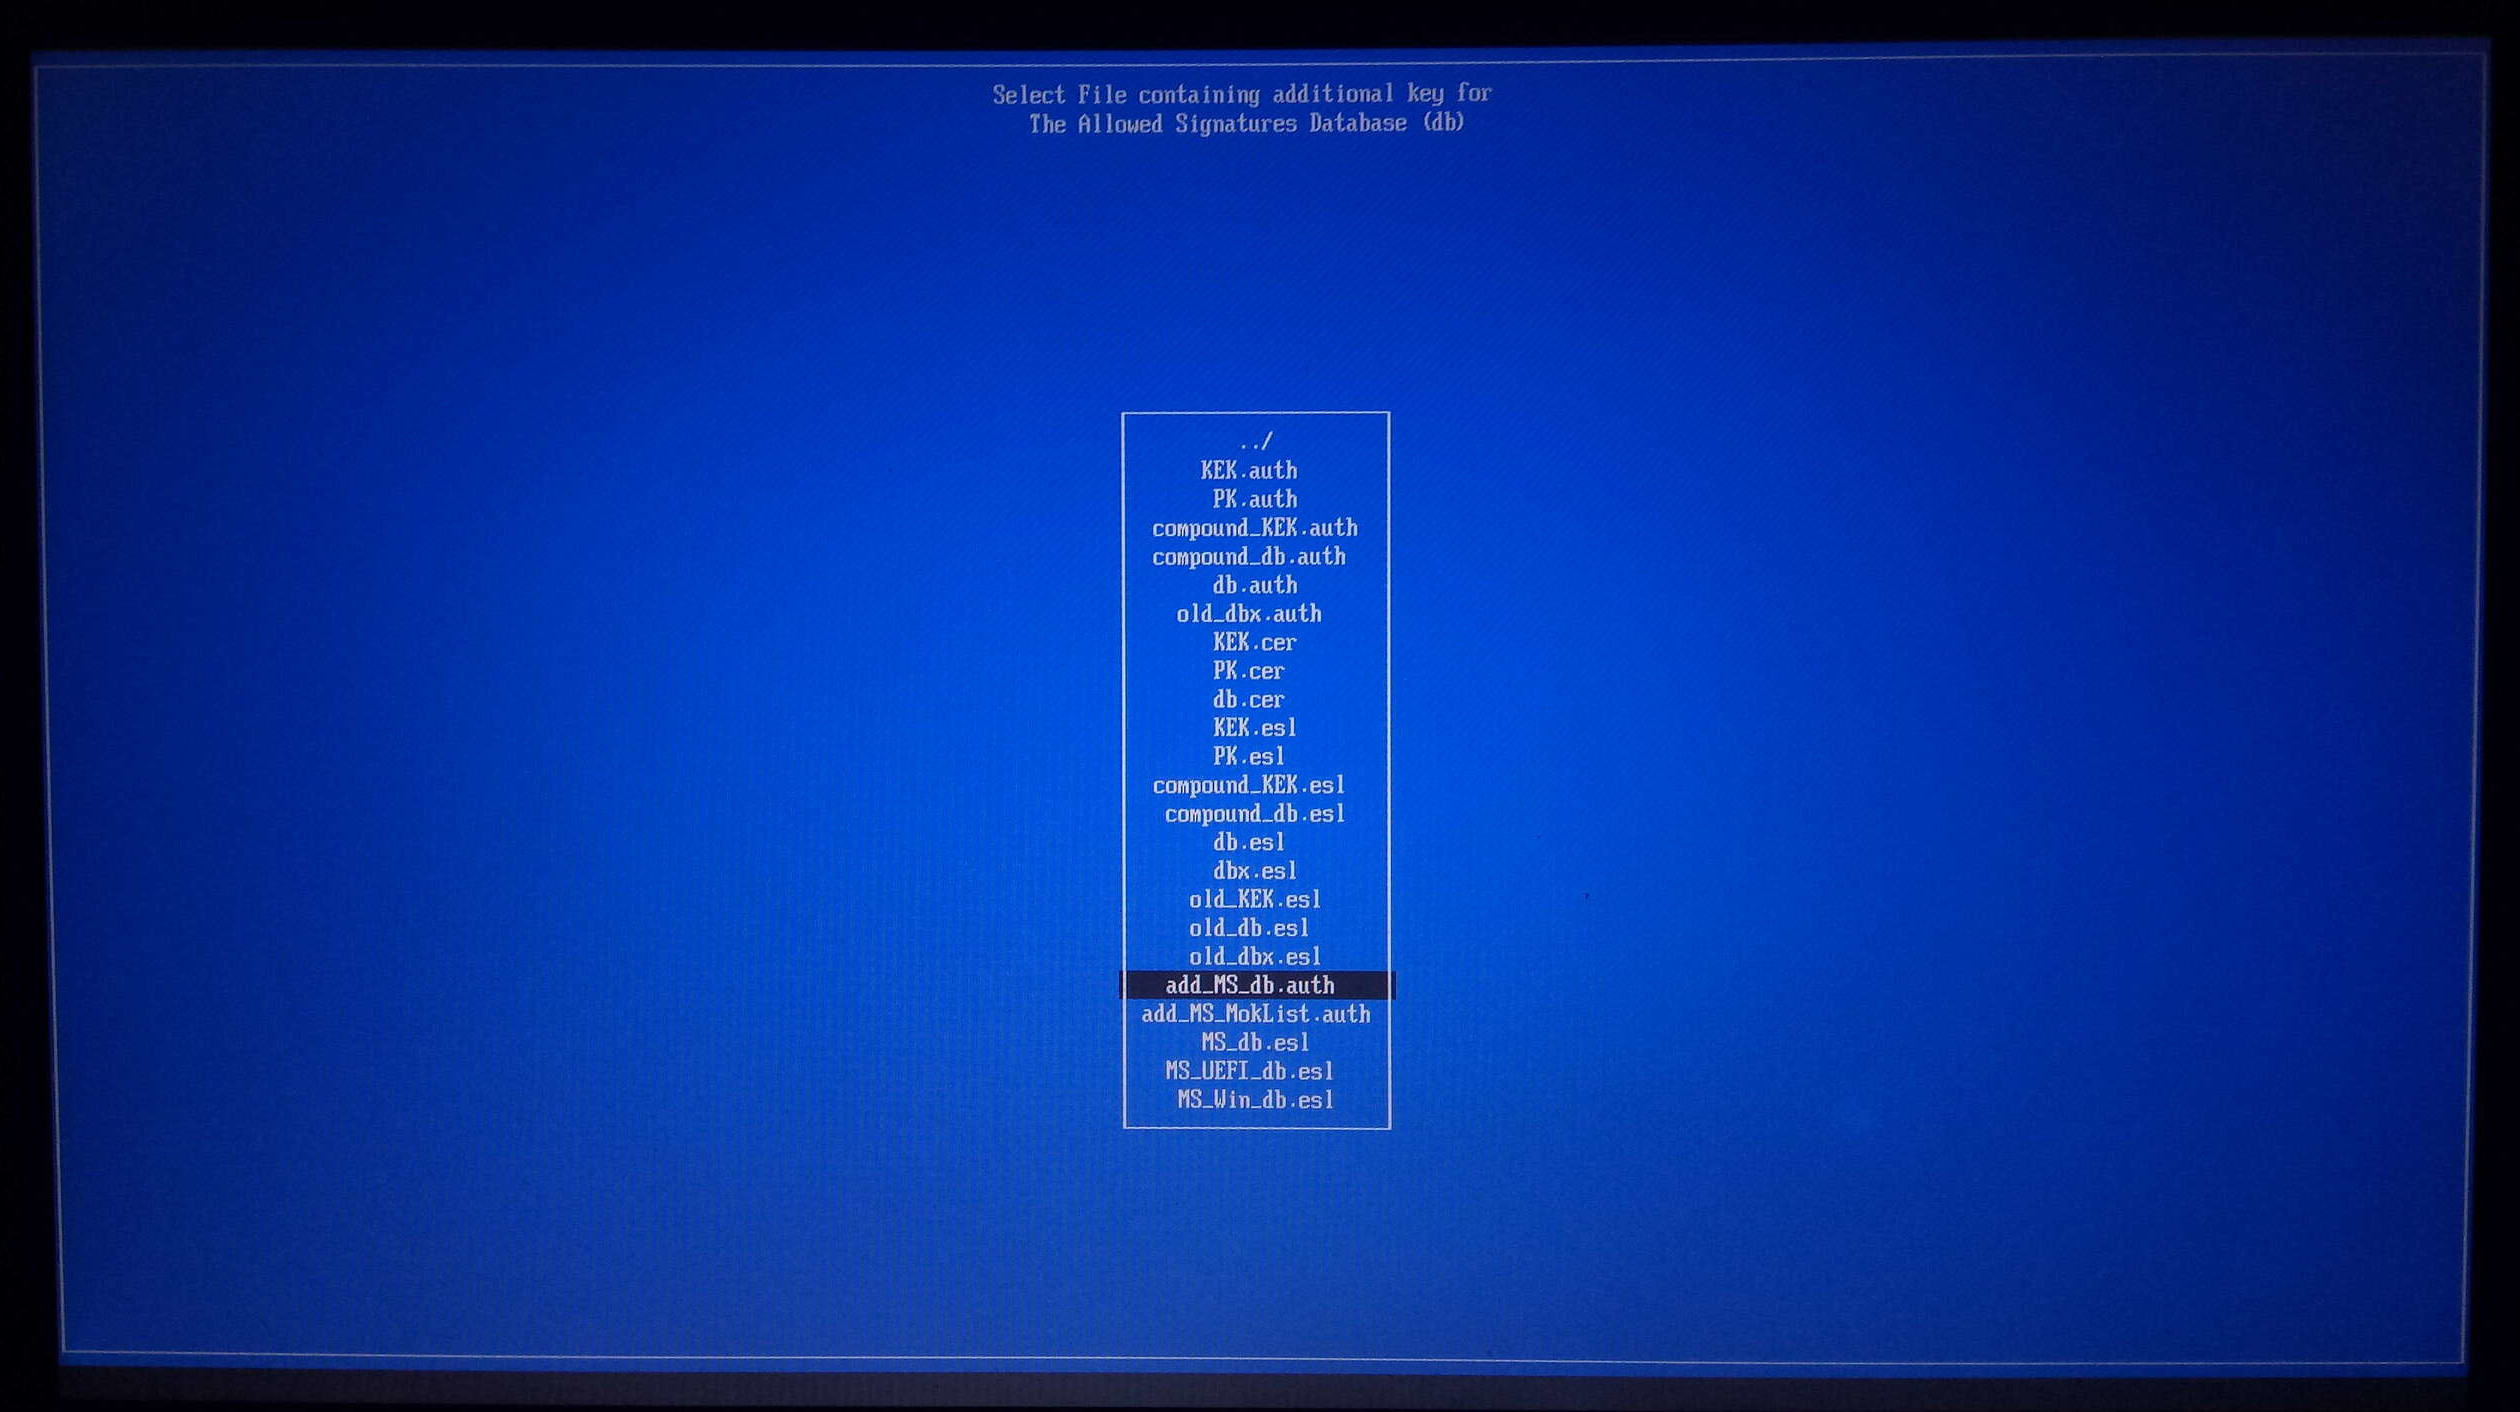 Select File containing additional key for
The Allowed Signatures Database (db)
../
KEK.auth
PK.auth
compound_KEK.auth
compound_db.auth
db.auth
old_dbx.auth
KEK.cer
PK.cer
db.cer
KEK.esl
PK.esl
compound_KEK.esl
compound_db.esl
db.esl
dbx.esl
old_KEK.esl
old_db.esl
old_dbx.esl
add_MS_db.auth
add_MS_MokList.auth
MS_db.esl
MS_UEFI_db.esl
MS_Win_db.esl